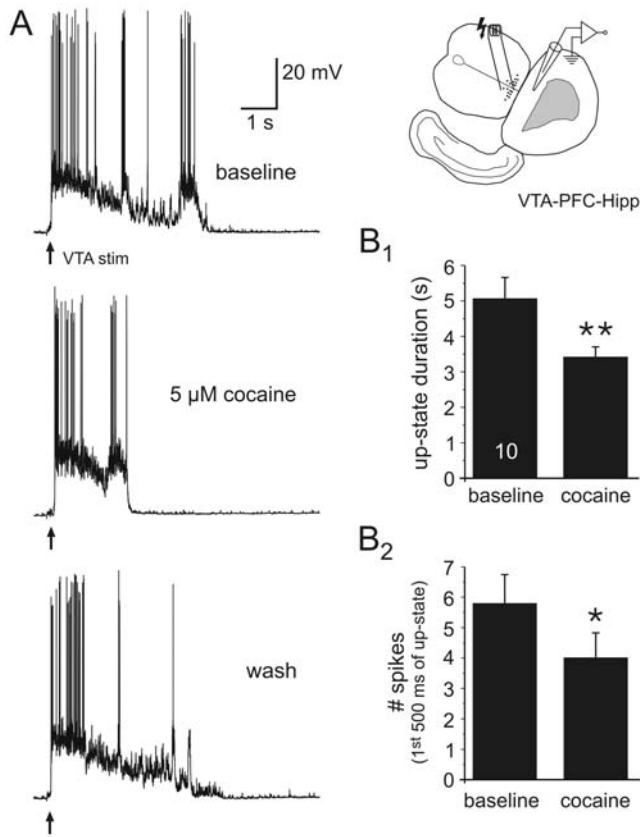 A
20 mV
1 s
baseline
VTA stim
5 µM cocaine
wash
VTA-PFC-Hipp
B1
up-state duration (s)
6
5
4
3
2
1
0
**
10
baseline
cocaine
B2
# spikes
(1st 500 ms of up-state)
7
6
5
4
3
2
1
0
*
baseline
cocaine